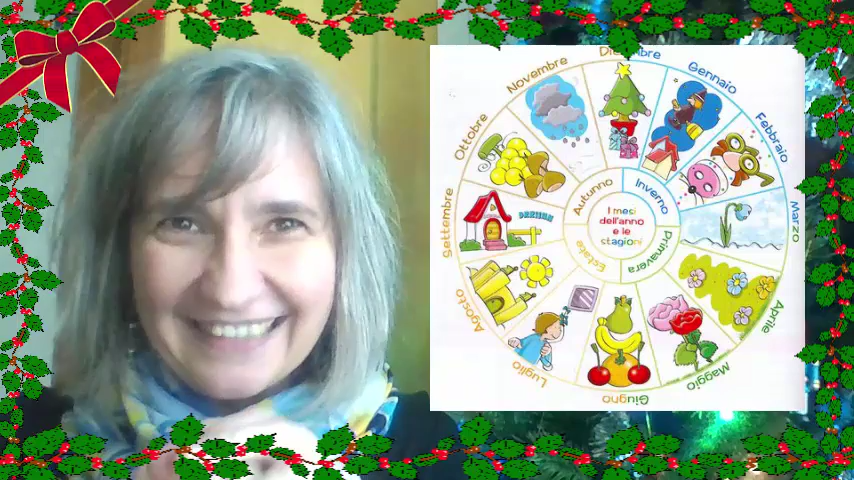 I mesi
dell'anno
e le
stagioni
Inverno
Primavera
Estate
Autunno
Gennaio
Febbraio
Marzo
Aprile
Maggio
Giugno
Luglio
Agosto
Settembre
Ottobre
Novembre